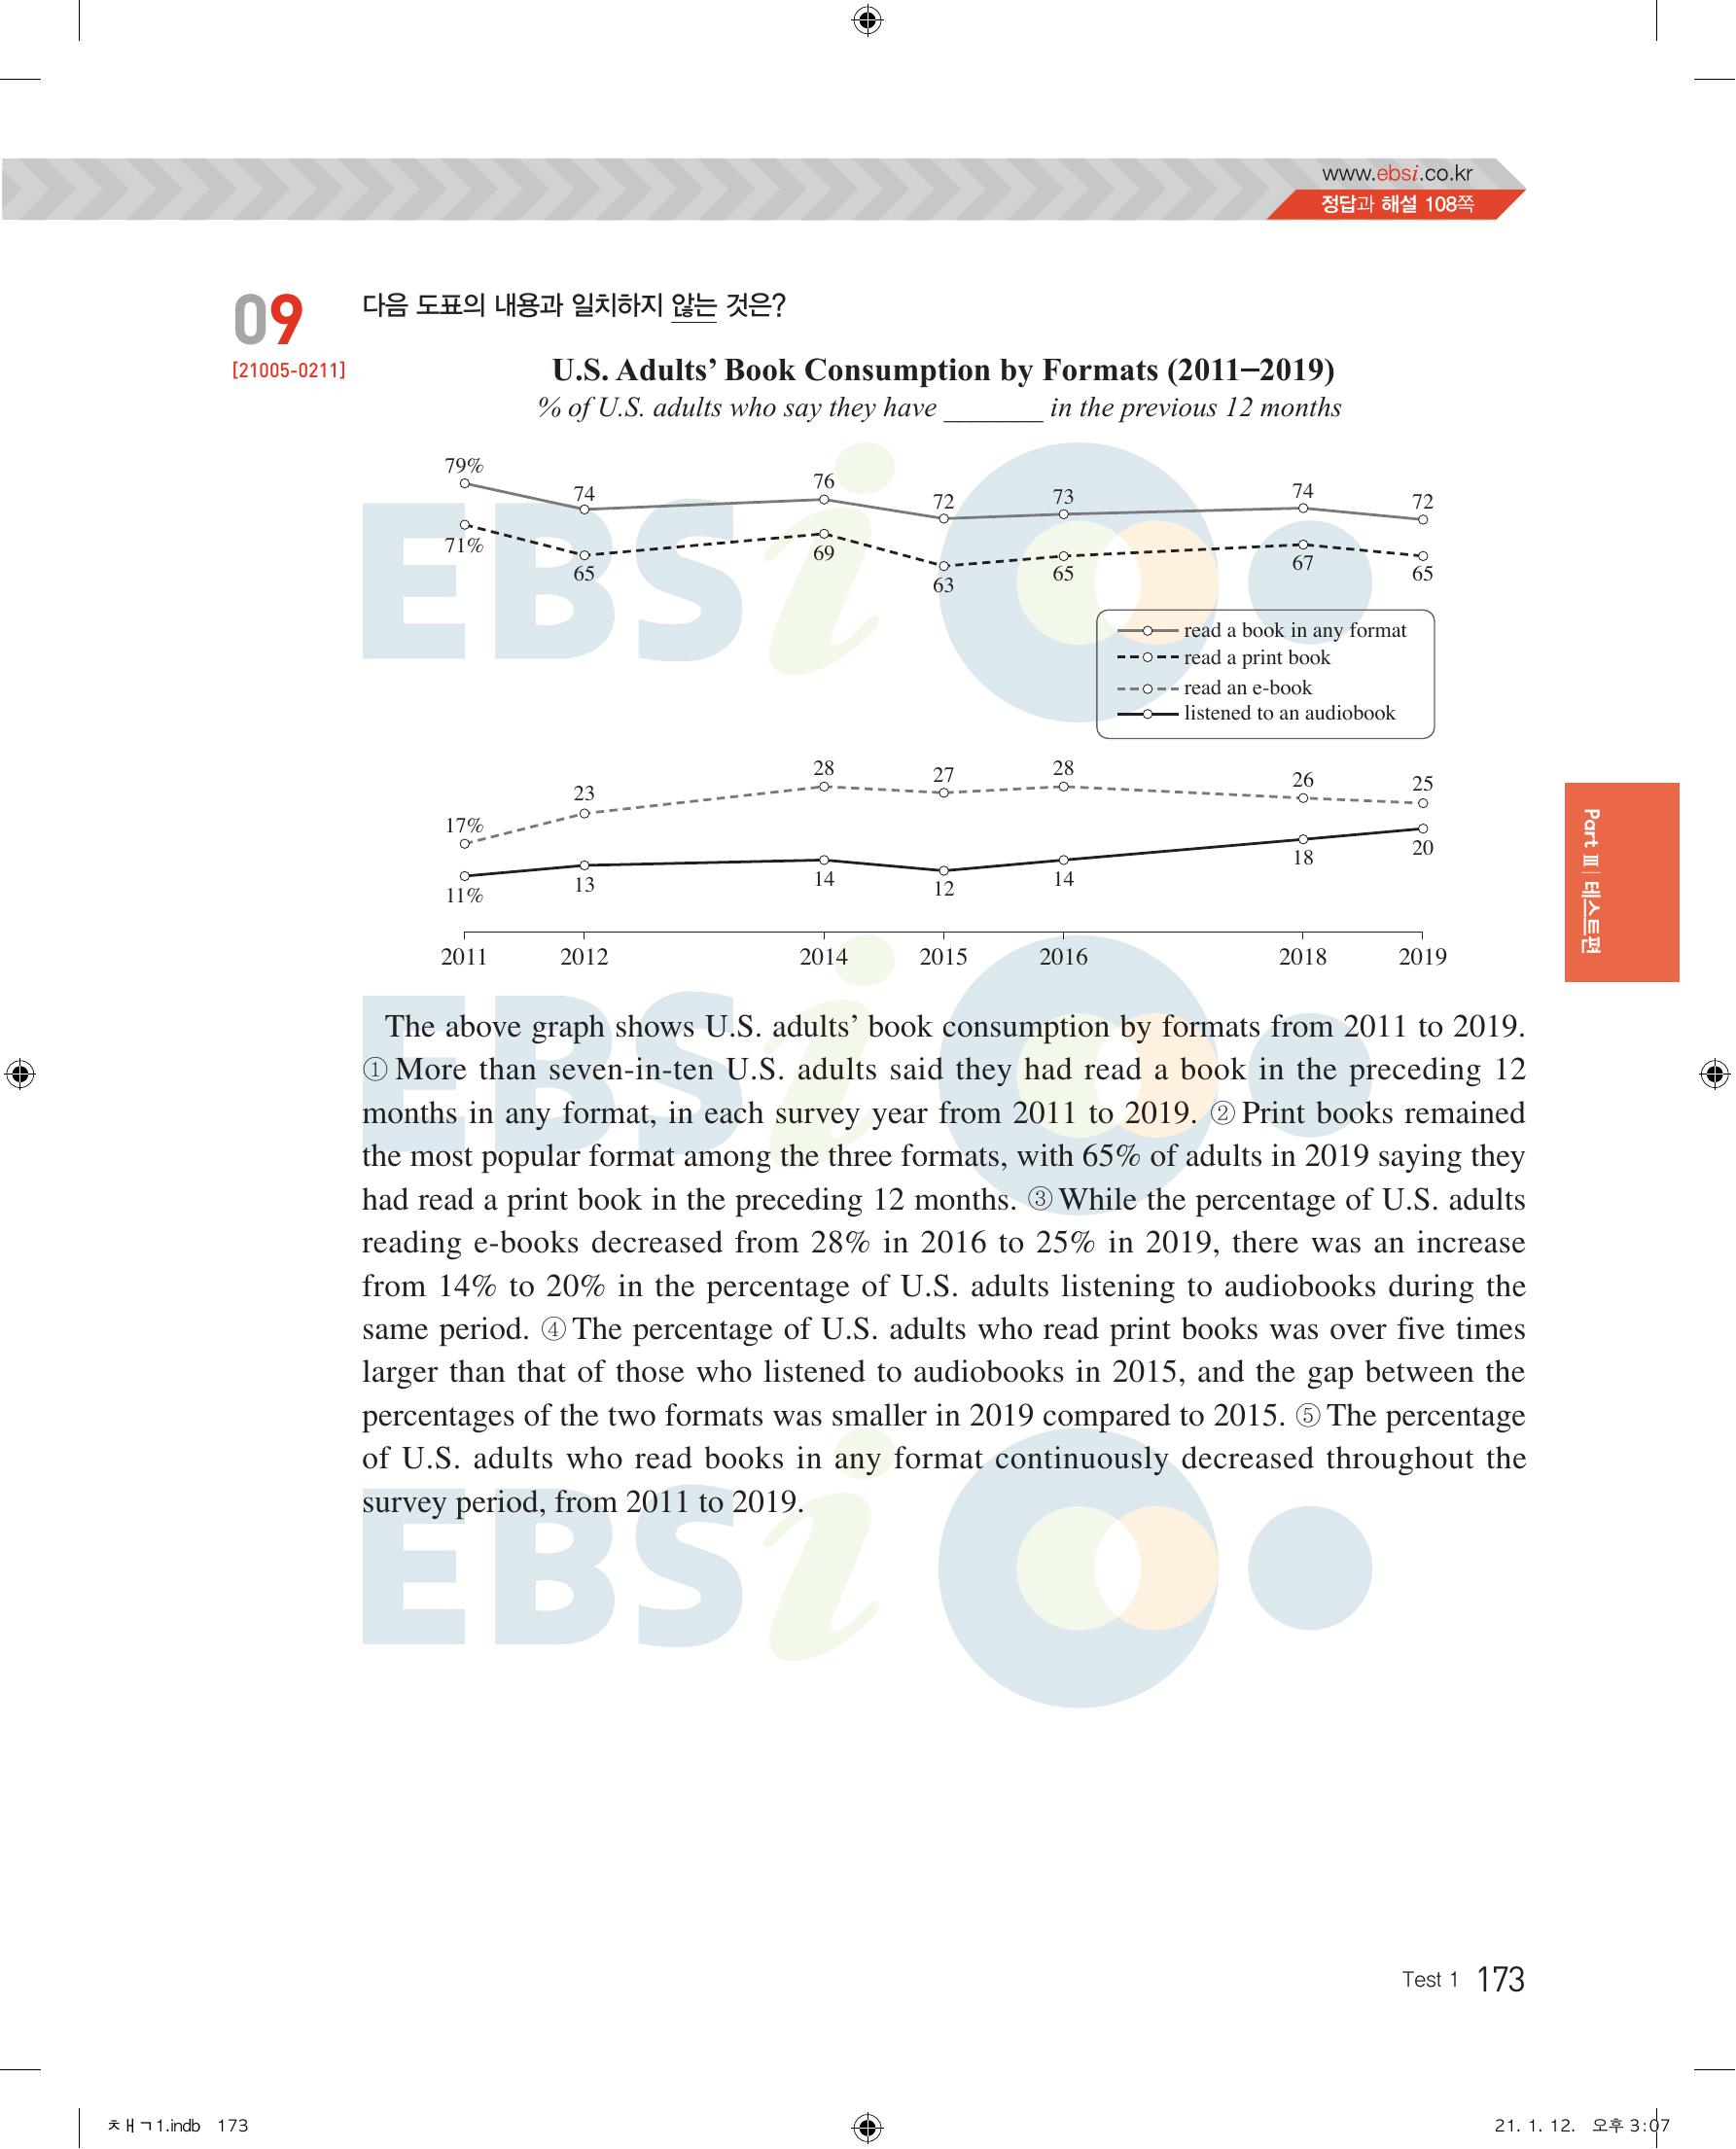 www.ebsi.co.kr
정답과 해설 108쪽
09
[21005-0211]
다음 도표의 내용과 일치하지 않는 것은?
U.S. Adults’ Book Consumption by Formats (2011–2019)
% of U.S. adults who say they have ________ in the previous 12 months
79%
74
76
72
73
74
72
71%
65
69
63
65
67
65
read a book in any format
read a print book
read an e-book
listened to an audiobook
17%
23
28
27
28
26
25
11%
13
14
12
14
18
20
2011 2012 2014 2015 2016 2018 2019
Part Ⅲ | 테스트편
The above graph shows U.S. adults’ book consumption by formats from 2011 to 2019.
① More than seven-in-ten U.S. adults said they had read a book in the preceding 12
months in any format, in each survey year from 2011 to 2019. ② Print books remained
the most popular format among the three formats, with 65% of adults in 2019 saying they
had read a print book in the preceding 12 months. ③ While the percentage of U.S. adults
reading e-books decreased from 28% in 2016 to 25% in 2019, there was an increase
from 14% to 20% in the percentage of U.S. adults listening to audiobooks during the
same period. ④ The percentage of U.S. adults who read print books was over five times
larger than that of those who listened to audiobooks in 2015, and the gap between the
percentages of the two formats was smaller in 2019 compared to 2015. ⑤ The percentage
of U.S. adults who read books in any format continuously decreased throughout the
survey period, from 2011 to 2019.
EBSi
EBSi
EBSi
Test 1 173
ㅊㅐㄱ1.indb 173
21. 1. 12. 오후 3:07